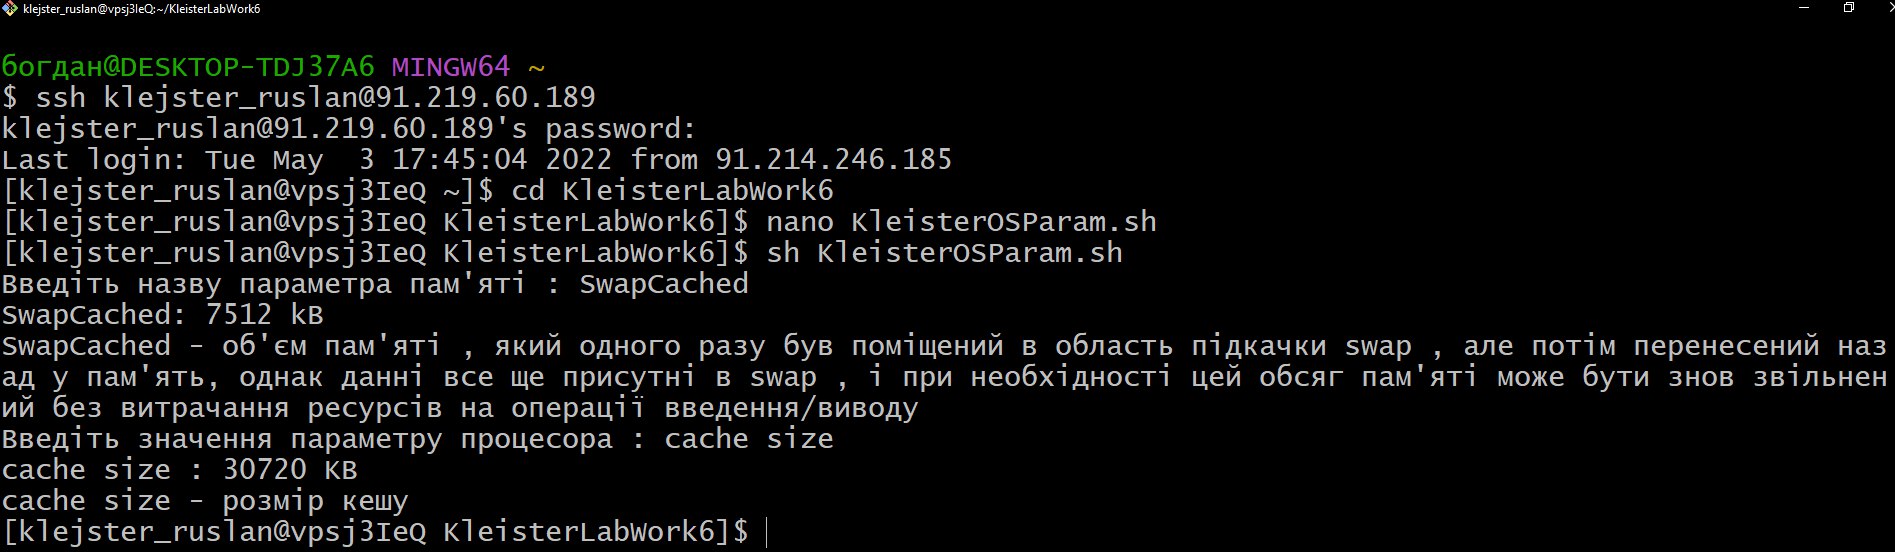 klejster_ruslan@vpsj3IeQ:~/KleisterLabWork6
богдан@DESKTOP-TDJ37A6 MINGW64 ~
$ ssh klejster_ruslan@91.219.60.189
klejster_ruslan@91.219.60.189's password:
Last login: Tue May  3 17:45:04 2022 from 91.214.246.185
[klejster_ruslan@vpsj3IeQ ~]$ cd KleisterLabWork6
[klejster_ruslan@vpsj3IeQ KleisterLabWork6]$ nano KleisterOSParam.sh
[klejster_ruslan@vpsj3IeQ KleisterLabWork6]$ sh KleisterOSParam.sh
Введіть назву параметра пам'яті : SwapCached
SwapCached: 7512 kB
SwapCached - об'єм пам'яті , який одного разу був поміщений в область підкачки swap , але потім перенесений наз
ад у пам'ять, однак данні все ще присутні в swap , і при необхідності цей обсяг пам'яті може бути знов звільнен
ий без витрачання ресурсів на операції введення/виводу
Введіть значення параметру процесора : cache size
cache size : 30720 KB
cache size - розмір кешу
[klejster_ruslan@vpsj3IeQ KleisterLabWork6]$